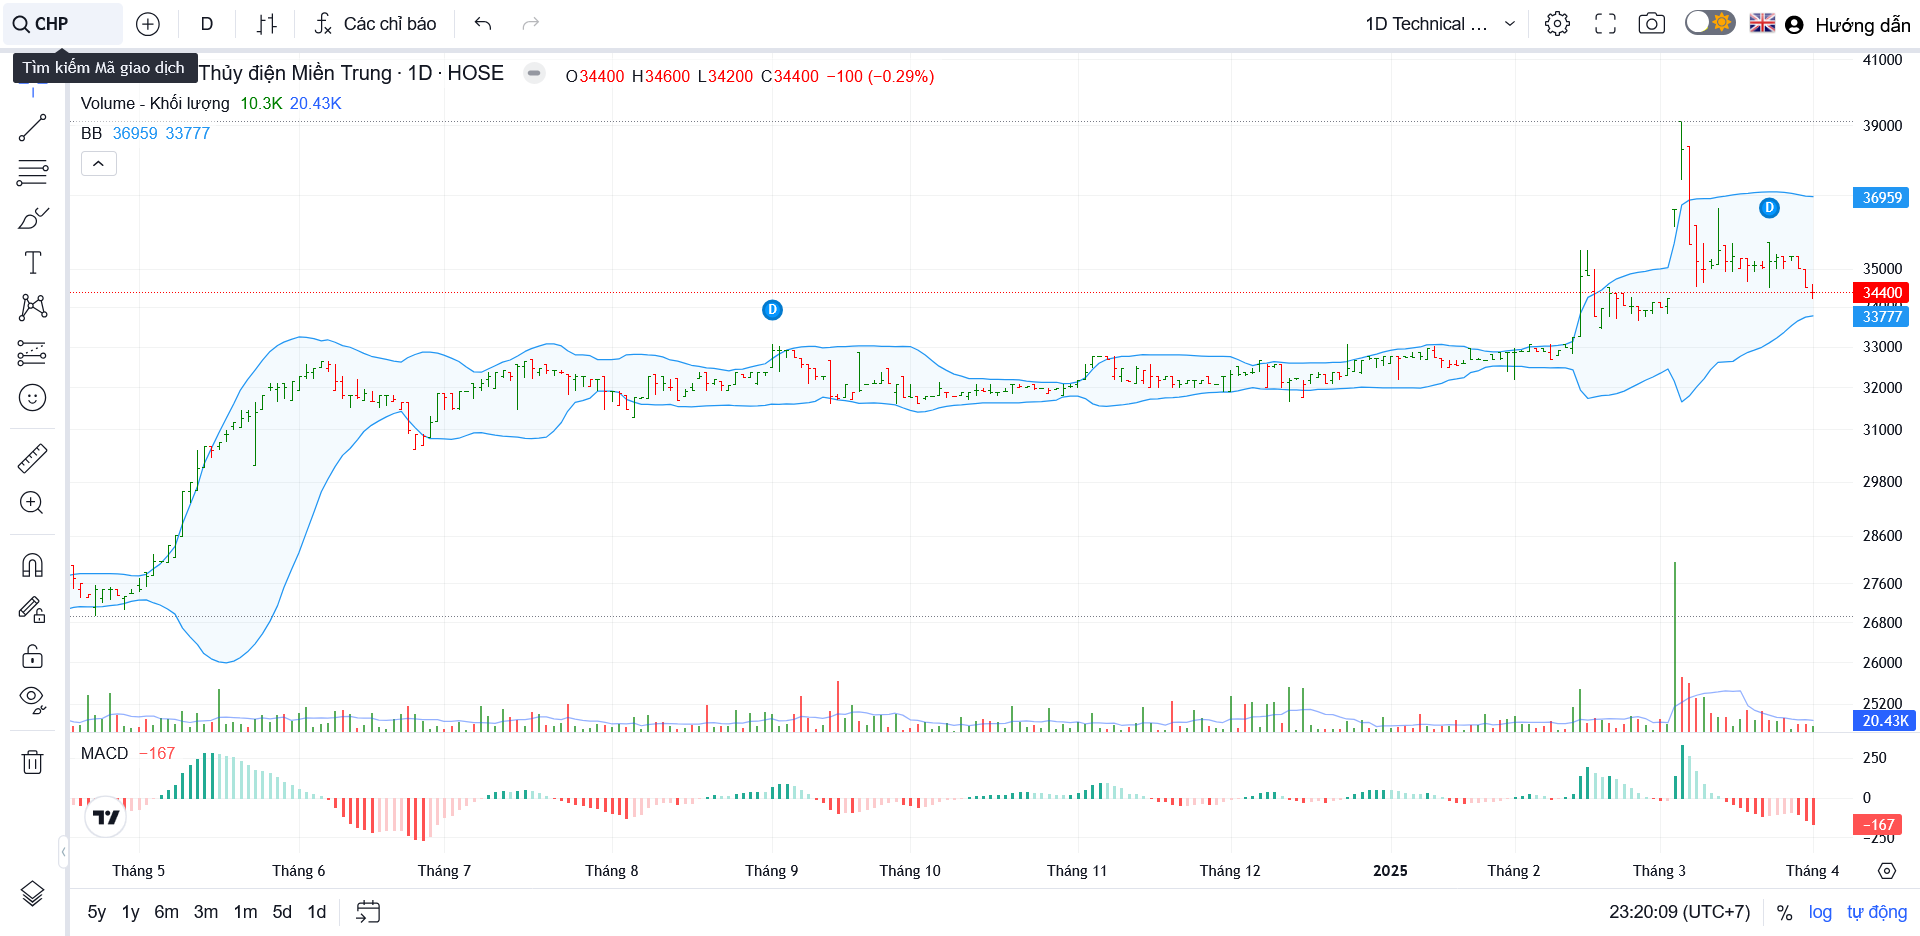 CHP
D
Các chỉ báo
1D Technical ...
Hướng dẫn
Tìm kiếm Mã giao dịch
Thủy điện Miền Trung · 1D · HOSE
O34400 H34600 L34200 C34400 −100 (−0.29%)
Volume - Khối lượng 10.3K 20.43K
BB 36959 33777
41000
39000
36959
D
35000
34400
D
33777
33000
32000
31000
29800
28600
27600
26800
26000
25200
20.43K
MACD −167
250
0
−167
−250
Tháng 5 Tháng 6 Tháng 7 Tháng 8 Tháng 9 Tháng 10 Tháng 11 Tháng 12 2025 Tháng 2 Tháng 3 Tháng 4
5y 1y 6m 3m 1m 5d 1d
23:20:09 (UTC+7) % log tự động